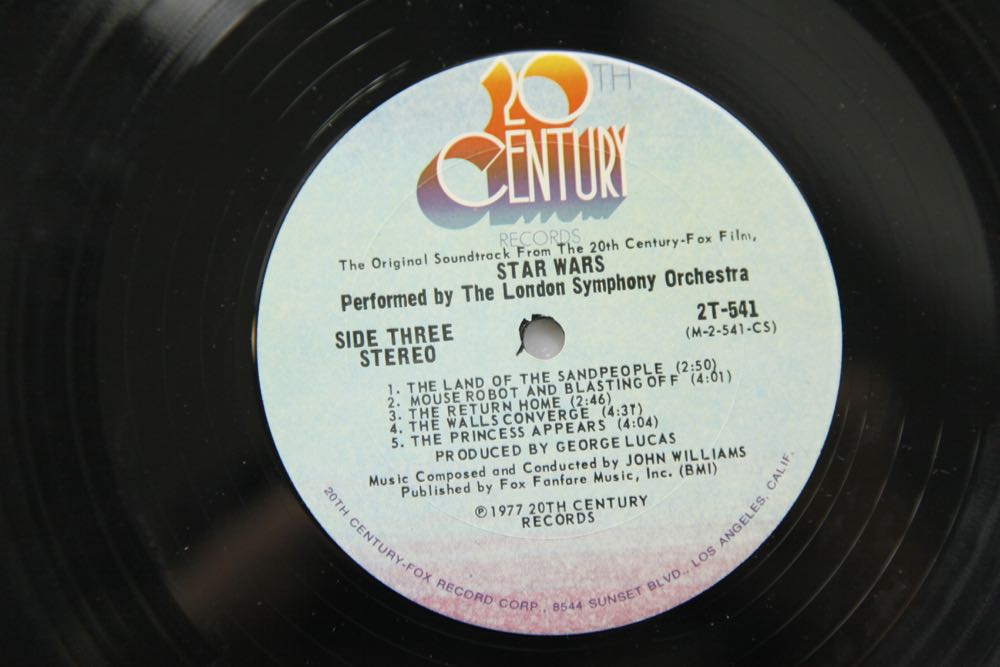 20TH
CENTURY
RECORDS
The Original Soundtrack From The 20th Century-Fox Film,
STAR WARS
Performed by The London Symphony Orchestra
SIDE THREE
STEREO
2T-541
(M-2-541-CS)
1. THE LAND OF THE SANDPEOPLE (2:50)
2. MOUSE ROBOT AND BLASTING OFF (4:01)
3. THE RETURN HOME (2:46)
4. THE WALLS CONVERGE (4:31)
5. THE PRINCESS APPEARS (4:04)
PRODUCED BY GEORGE LUCAS
Music Composed and Conducted by JOHN WILLIAMS
Published by Fox Fanfare Music, Inc. (BMI)
℗1977 20TH CENTURY
RECORDS
20TH CENTURY-FOX RECORD CORP., 8544 SUNSET BLVD., LOS ANGELES, CALIF.